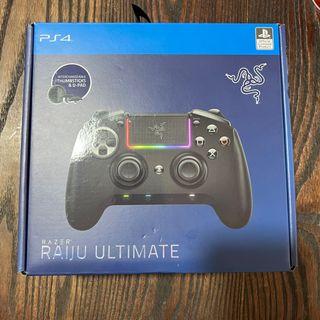 PS4
INTERCHANGEABLE
THUMBSTICKS
& D-PAD
RAZER
RAIJU ULTIMATE